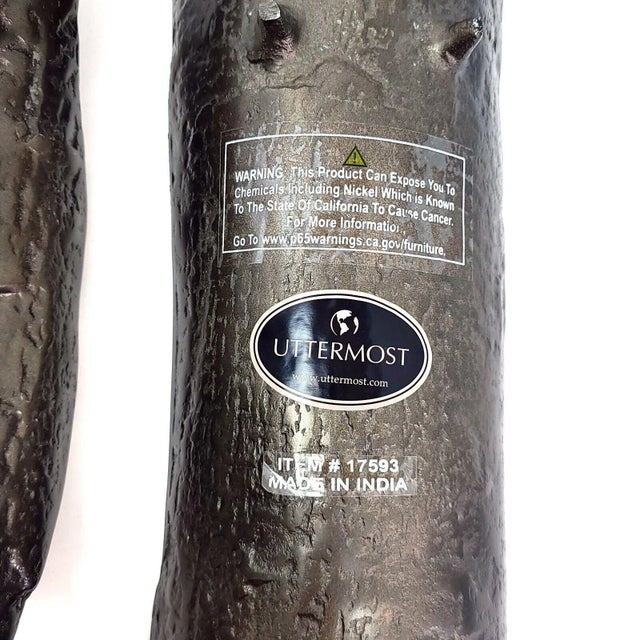 WARNING: This Product Can Expose You To
Chemicals Including Nickel Which is Known
To The State Of California To Cause Cancer.
For More Information
Go To www.p65warnings.ca.gov/furniture.
UTTERMOST
www.uttermost.com
ITEM # 17593
MADE IN INDIA